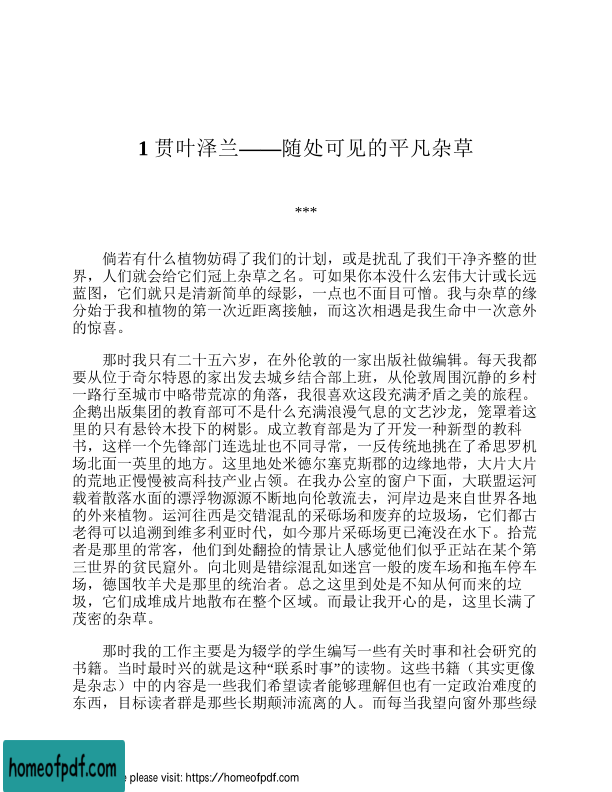 1 贯叶泽兰——随处可见的平凡杂草
***
倘若有什么植物妨碍了我们的计划，或是扰乱了我们干净齐整的世
界，人们就会给它们冠上杂草之名。可如果你本没什么宏伟大计或长远
蓝图，它们就只是清新简单的绿影，一点也不面目可憎。我与杂草的缘
分始于我和植物的第一次近距离接触，而这次相遇是我生命中一次意外
的惊喜。
那时我只有二十五六岁，在外伦敦的一家出版社做编辑。每天我都
要从位于奇尔特恩的家出发去城乡结合部上班，从伦敦周围沉静的乡村
一路行至城市中略带荒凉的角落，我很喜欢这段充满矛盾之美的旅程。
企鹅出版集团的教育部可不是什么充满浪漫气息的文艺沙龙，笼罩着这
里的只有悬铃木投下的树影。成立教育部是为了开发一种新型的教科
书，这样一个先锋部门连选址也不同寻常，一反传统地挑在了希思罗机
场北面一英里的地方。这里地处米德尔塞克斯郡的边缘地带，大片大片
的荒地正慢慢被高科技产业占领。在我办公室的窗户下面，大联盟运河
载着散落水面的漂浮物源源不断地向伦敦流去，河岸边是来自世界各地
的外来植物。运河往西是交错混乱的采砾场和废弃的垃圾场，它们都古
老得可以追溯到维多利亚时代，如今那片采砾场更已淹没在水下。拾荒
者是那里的常客，他们到处翻捡的情景让人感觉他们似乎正站在某个第
三世界的贫民窟外。向北则是错综混乱如迷宫一般的废车场和拖车停车
场，德国牧羊犬是那里的统治者。总之这里到处是不知从何而来的垃
圾，它们成堆成片地散布在整个区域。而最让我开心的是，这里长满了
茂密的杂草。
那时我的工作主要是为辍学的学生编写一些有关时事和社会研究的
书籍。当时最时兴的就是这种“联系时事”的读物。这些书籍（其实更像
是杂志）中的内容是一些我们希望读者能够理解但也有一定政治难度的
东西，目标读者群是那些长期颠沛流离的人。而每当我望向窗外那些绿
homeofpdf.com
please visit: https://homeofpdf.com